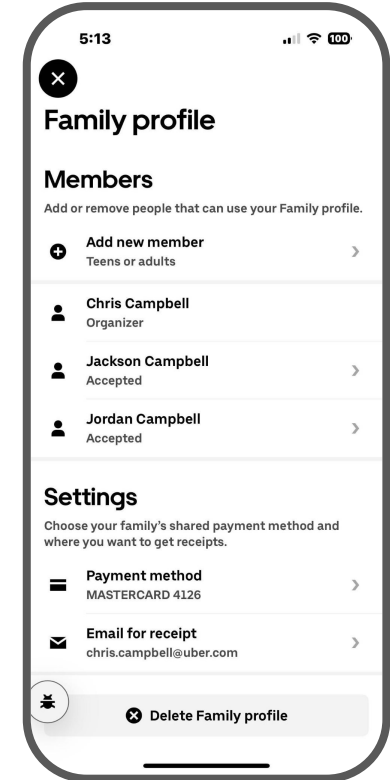 5:13
100
Family profile
Members
Add or remove people that can use your Family profile.
Add new member
Teens or adults
Chris Campbell
Organizer
Jackson Campbell
Accepted
Jordan Campbell
Accepted
Settings
Choose your family's shared payment method and
where you want to get receipts.
Payment method
MASTERCARD 4126
Email for receipt
chris.campbell@uber.com
Delete Family profile